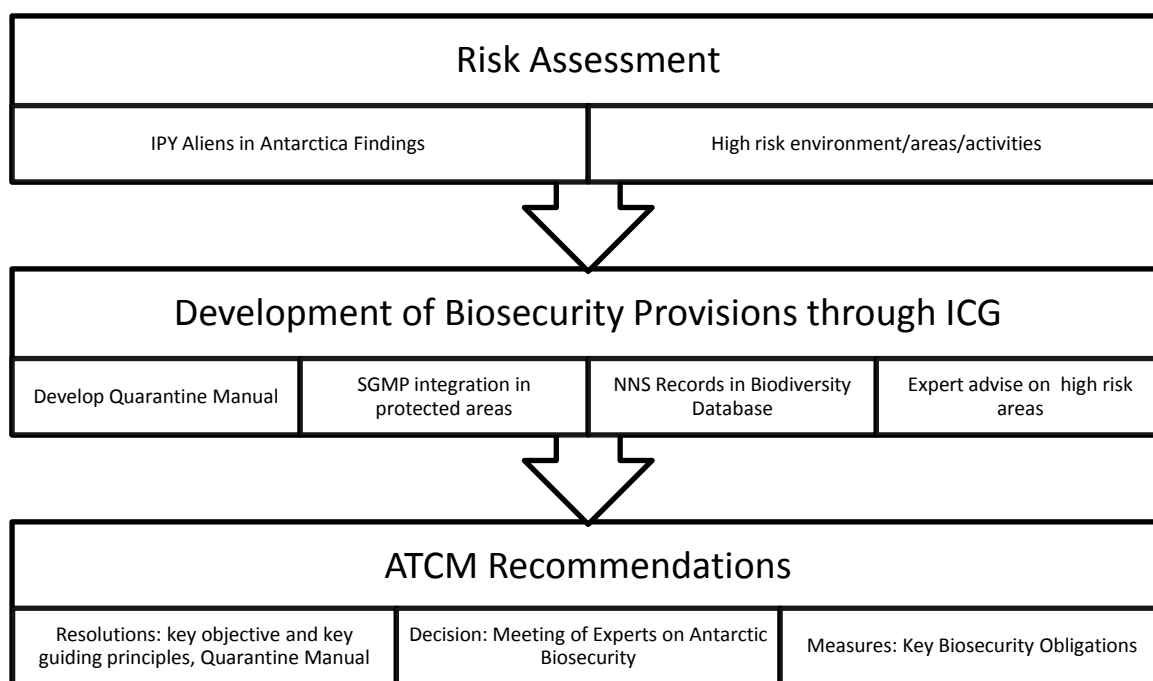 Risk Assessment
IPY Aliens in Antarctica Findings
High risk environment/areas/activities
Development of Biosecurity Provisions through ICG
Develop Quarantine Manual
SGMP integration in
protected areas
NNS Records in Biodiversity
Database
Expert advise on high risk
areas
ATCM Recommendations
Resolutions: key objective and key
guiding principles, Quarantine Manual
Decision: Meeting of Experts on Antarctic
Biosecurity
Measures: Key Biosecurity Obligations